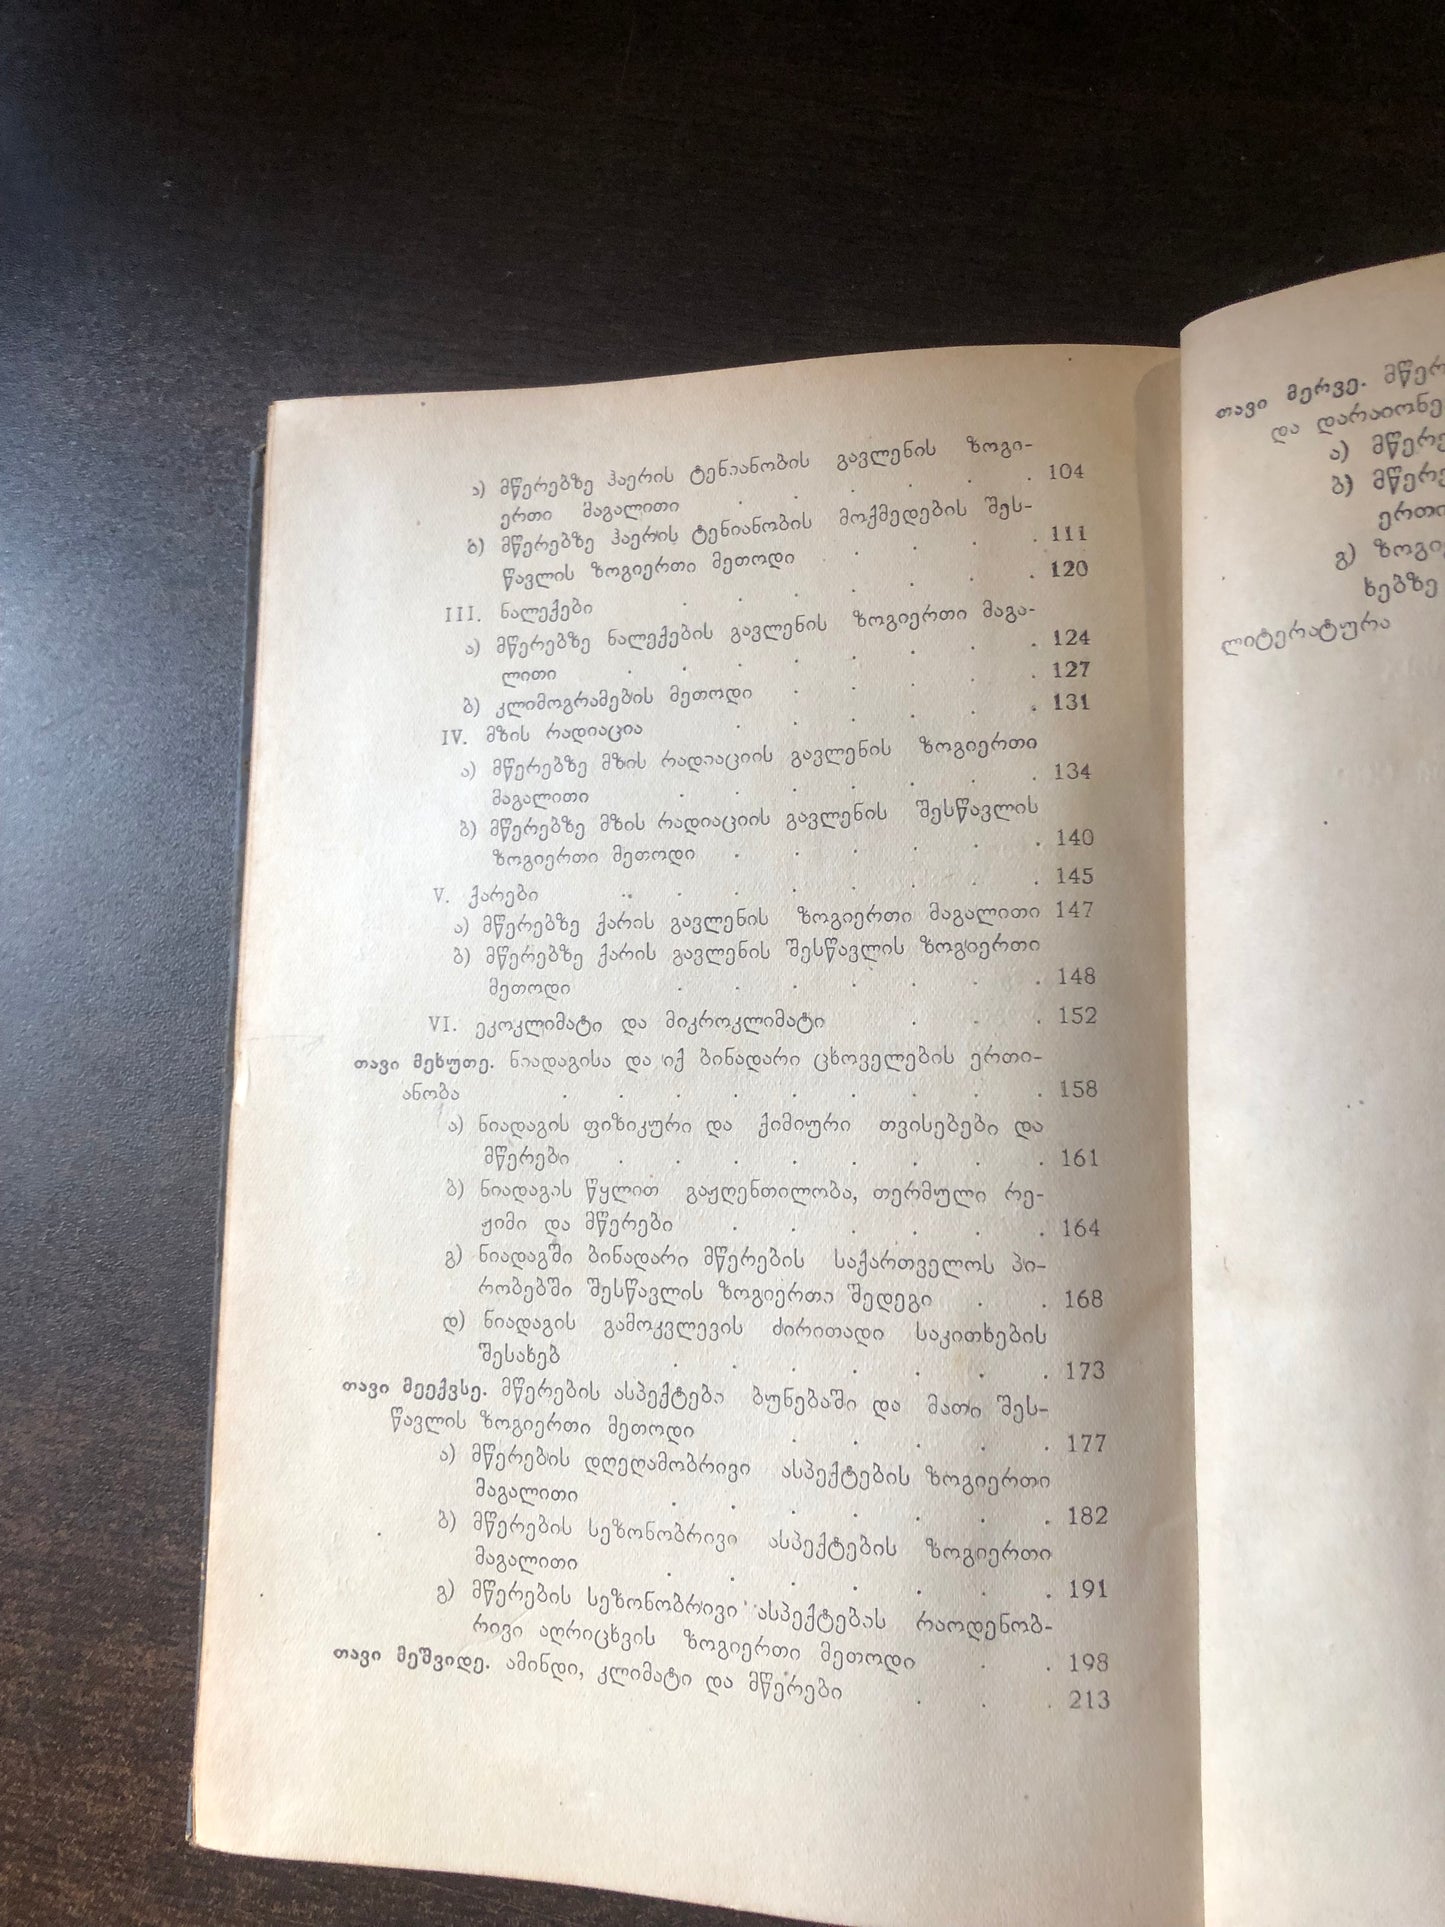 ა) მწერებზე ჰაერის ტენიანობის გავლენის ზოგი-
ერთი მაგალითი . . . . . . 104
ბ) მწერებზე ჰაერის ტენიანობის მოქმედების შეს-
წავლის ზოგიერთი მეთოდი . . . . 111
III. ნალექები . . . . . . 120
ა) მწერებზე ნალექების გავლენის ზოგიერთი მაგა-
ლითი . . . . . . . . 124
ბ) კლიმოგრამების მეთოდი . . . . . 127
IV. მზის რადიაცია . . . . . . 131
ა) მწერებზე მზის რადიაციის გავლენის ზოგიერთი
მაგალითი . . . . . . . 134
ბ) მწერებზე მზის რადიაციის გავლენის შესწავლის
ზოგიერთი მეთოდი . . . . . . 140
V. ქარები . . . . . . . . 145
ა) მწერებზე ქარის გავლენის ზოგიერთი მაგალითი 147
ბ) მწერებზე ქარის გავლენის შესწავლის ზოგიერთი
მეთოდი . . . . . . . 148
VI. ეკოკლიმატი და მიკროკლიმატი . . . 152
თავი მეხუთე. ნიადაგისა და იქ ბინადარი ცხოველების ერთი-
ანობა . . . . . . . . . 158
ა) ნიადაგის ფიზიკური და ქიმიური თვისებები და
მწერები . . . . . . . . 161
ბ) ნიადაგის წყლით გაჟღენთილობა, თერმული რე-
ჟიმი და მწერები . . . . . . 164
გ) ნიადაგში ბინადარი მწერების საქართველოს პი-
რობებში შესწავლის ზოგიერთი შედეგი . . 168
დ) ნიადაგის გამოკვლევის ძირითადი საკითხების
შესახებ . . . . . . . 173
თავი მეექვსე. მწერების ასპექტები ბუნებაში და მათი შეს-
წავლის ზოგიერთი მეთოდი . . . . . 177
ა) მწერების დღეღამობრივი ასპექტების ზოგიერთი
მაგალითი . . . . . . . 182
ბ) მწერების სეზონობრივი ასპექტების ზოგიერთი
მაგალითი . . . . . . . 191
გ) მწერების სეზონობრივი ასპექტების რაოდენობ-
რივი აღრიცხვის ზოგიერთი მეთოდი . . 198
თავი მეშვიდე. ამინდი, კლიმატი და მწერები . . . 213
თავი მერვე.
და
ა)
ბ)
გ)
ხებზე
ლიტერატურა